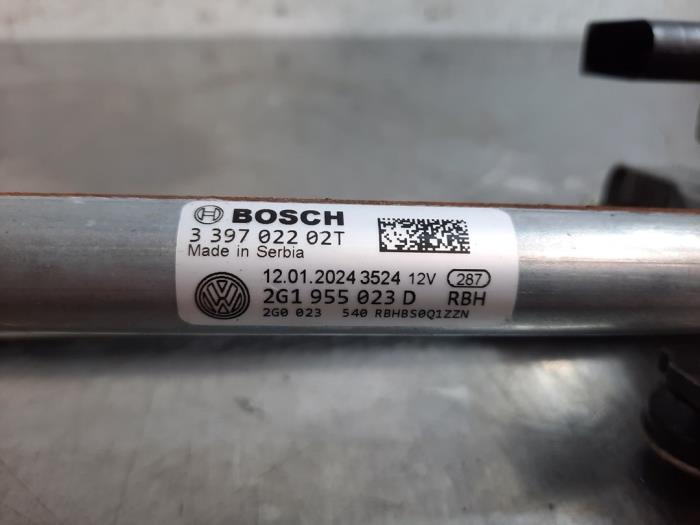 BOSCH
3 397 022 02T
Made in Serbia
12.01.2024 3524 12V 287
2G1 955 023 D RBH
2G0 023 540 RBHBS0Q1ZZN